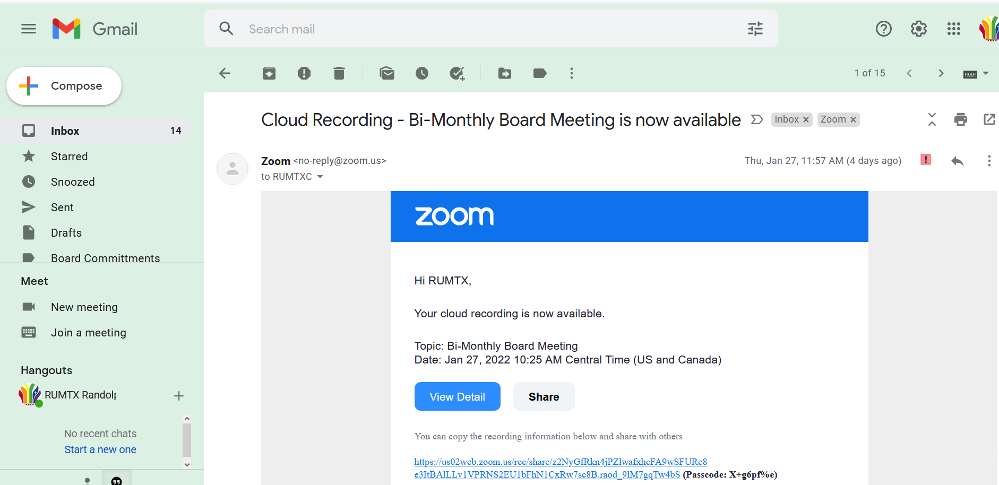 Gmail
Search mail
1 of 15
Compose
Inbox 14
Starred
Snoozed
Sent
Drafts
Board Committments
Meet
New meeting
Join a meeting
Hangouts
RUMTX Randolp
No recent chats
Start a new one
Cloud Recording - Bi-Monthly Board Meeting is now available Inbox x Zoom x
Zoom <no-reply@zoom.us> Thu, Jan 27, 11:57 AM (4 days ago)
to RUMTXC
zoom
Hi RUMTX,
Your cloud recording is now available.
Topic: Bi-Monthly Board Meeting
Date: Jan 27, 2022 10:25 AM Central Time (US and Canada)
View Detail Share
You can copy the recording information below and share with others
https://us02web.zoom.us/rec/share/z2NyGfRkn4jPZlwafxhcFA9wSFURe8
e3ItBAlLLv1VPRNS2EU1bFhN1CxRw7sc8B.raod_9lM7gqTw4bS (Passcode: X+g6pf%e)